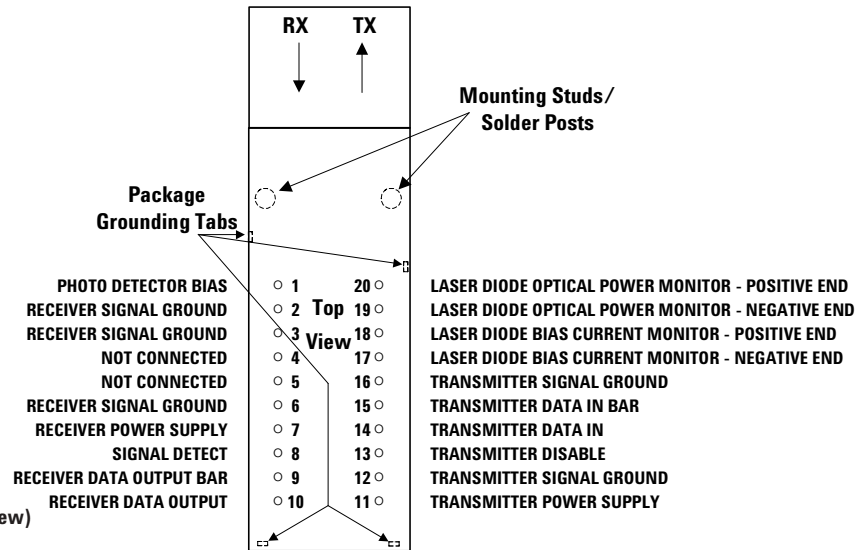 RX TX
Mounting Studs/
Solder Posts
Package
Grounding Tabs
Top
View
PHOTO DETECTOR BIAS 1 20 LASER DIODE OPTICAL POWER MONITOR - POSITIVE END
RECEIVER SIGNAL GROUND 2 19 LASER DIODE OPTICAL POWER MONITOR - NEGATIVE END
RECEIVER SIGNAL GROUND 3 18 LASER DIODE BIAS CURRENT MONITOR - POSITIVE END
NOT CONNECTED 4 17 LASER DIODE BIAS CURRENT MONITOR - NEGATIVE END
NOT CONNECTED 5 16 TRANSMITTER SIGNAL GROUND
RECEIVER SIGNAL GROUND 6 15 TRANSMITTER DATA IN BAR
RECEIVER POWER SUPPLY 7 14 TRANSMITTER DATA IN
SIGNAL DETECT 8 13 TRANSMITTER DISABLE
RECEIVER DATA OUTPUT BAR 9 12 TRANSMITTER SIGNAL GROUND
RECEIVER DATA OUTPUT 10 11 TRANSMITTER POWER SUPPLY
ew)